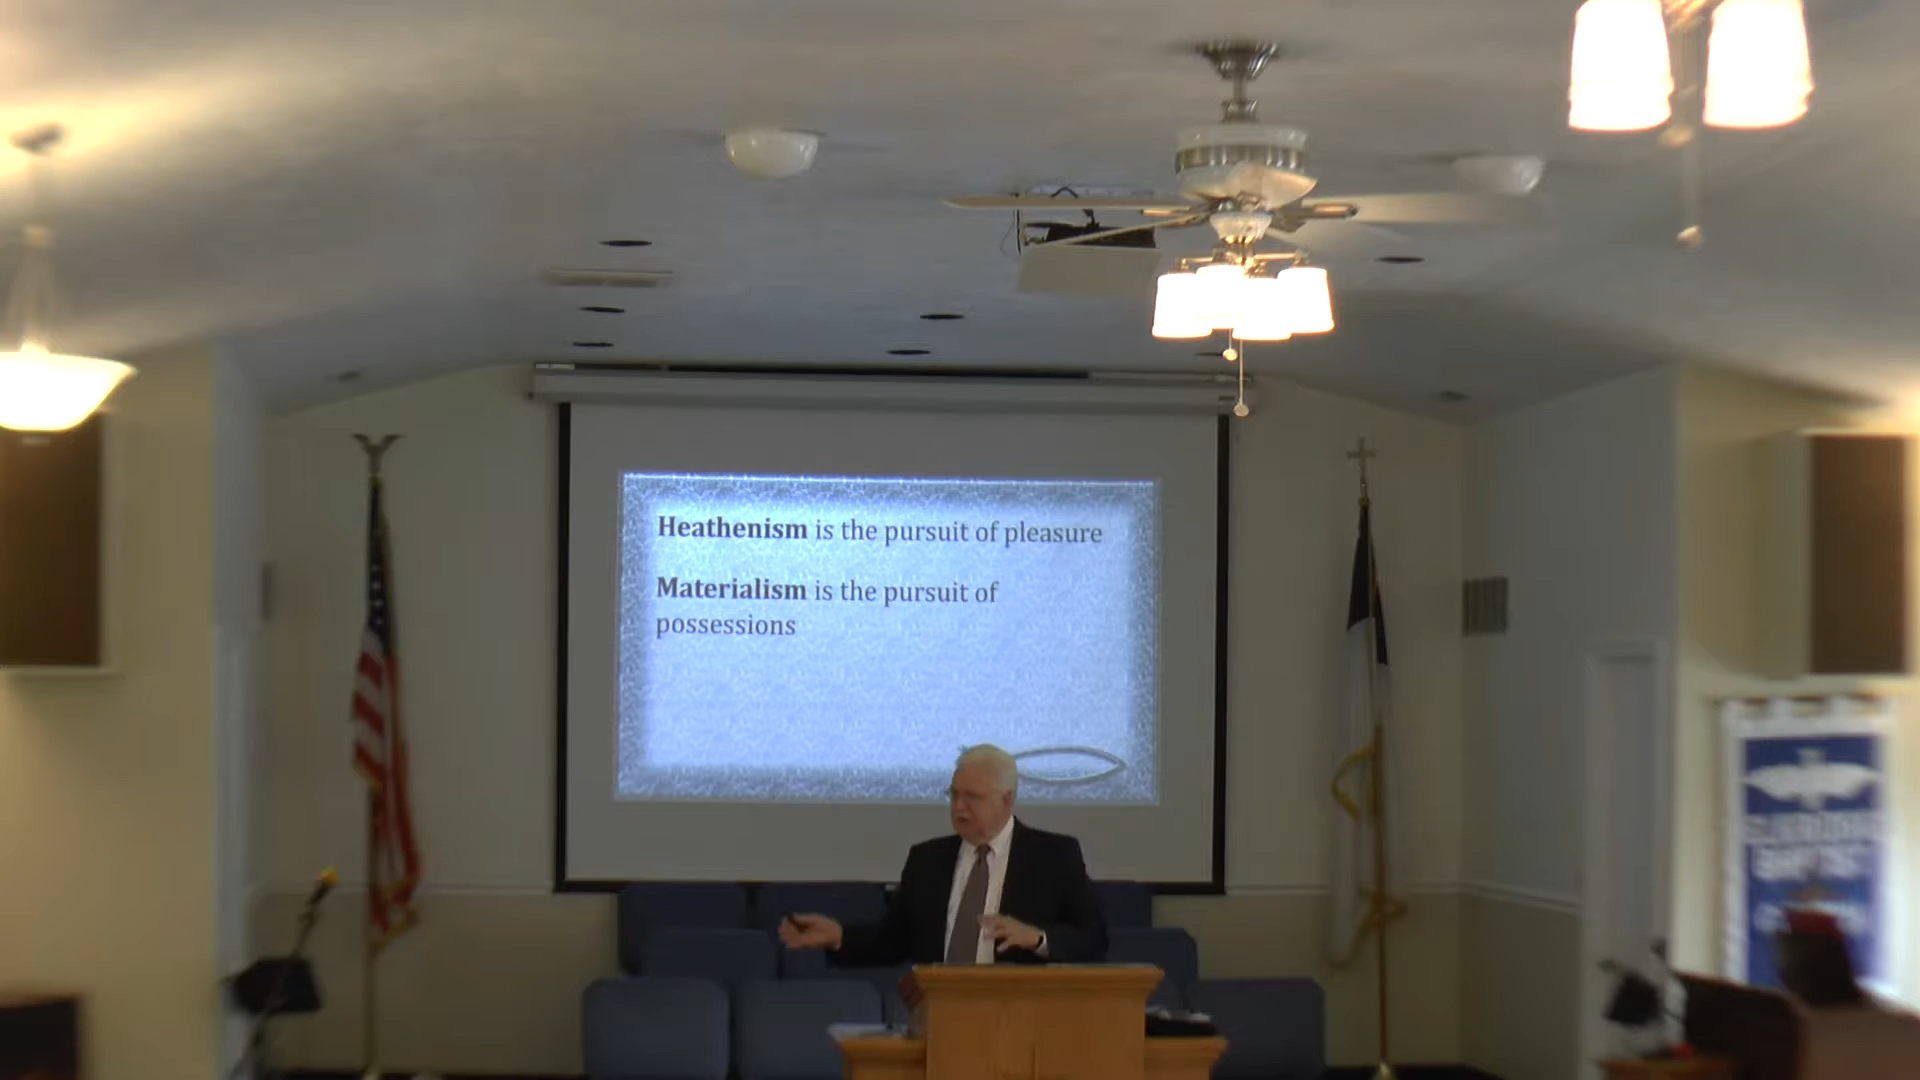 Heathenism is the pursuit of pleasure
Materialism is the pursuit of
possessions